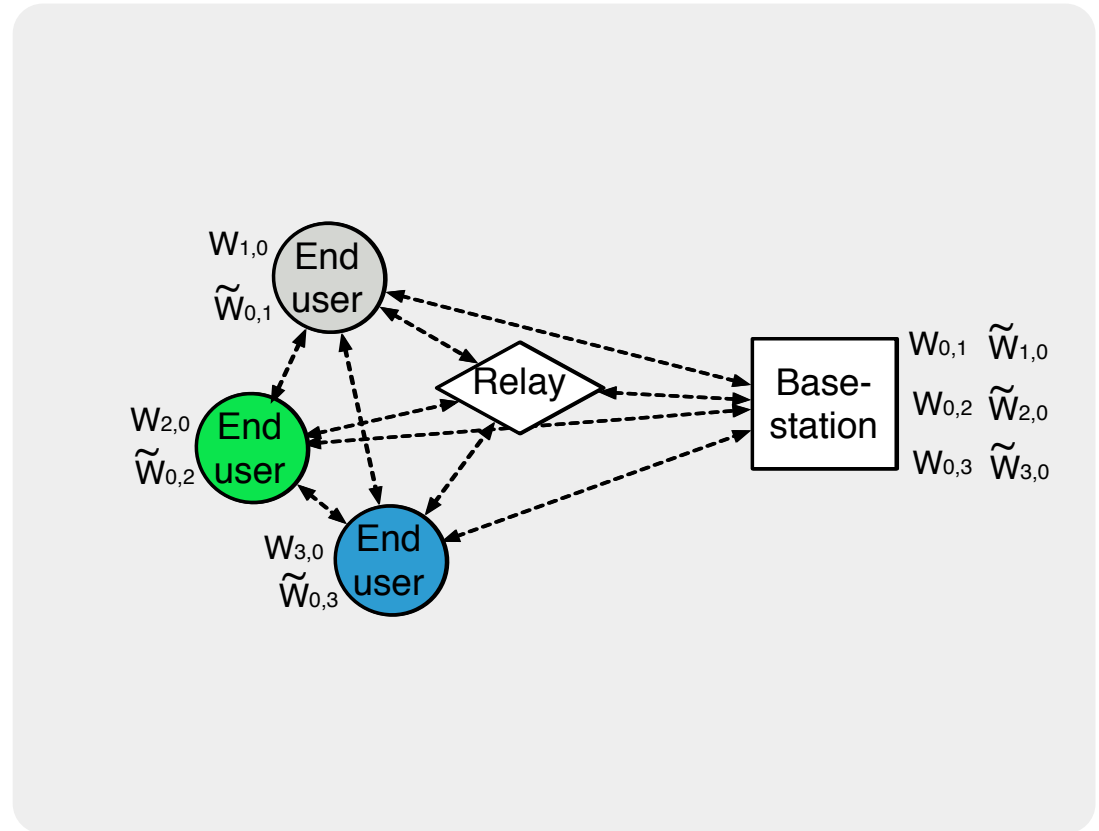 W1,0
W̃0,1
End
user
Relay
W2,0
W̃0,2
End
user
W3,0
W̃0,3
End
user
Base-
station
W0,1 W̃1,0
W0,2 W̃2,0
W0,3 W̃3,0